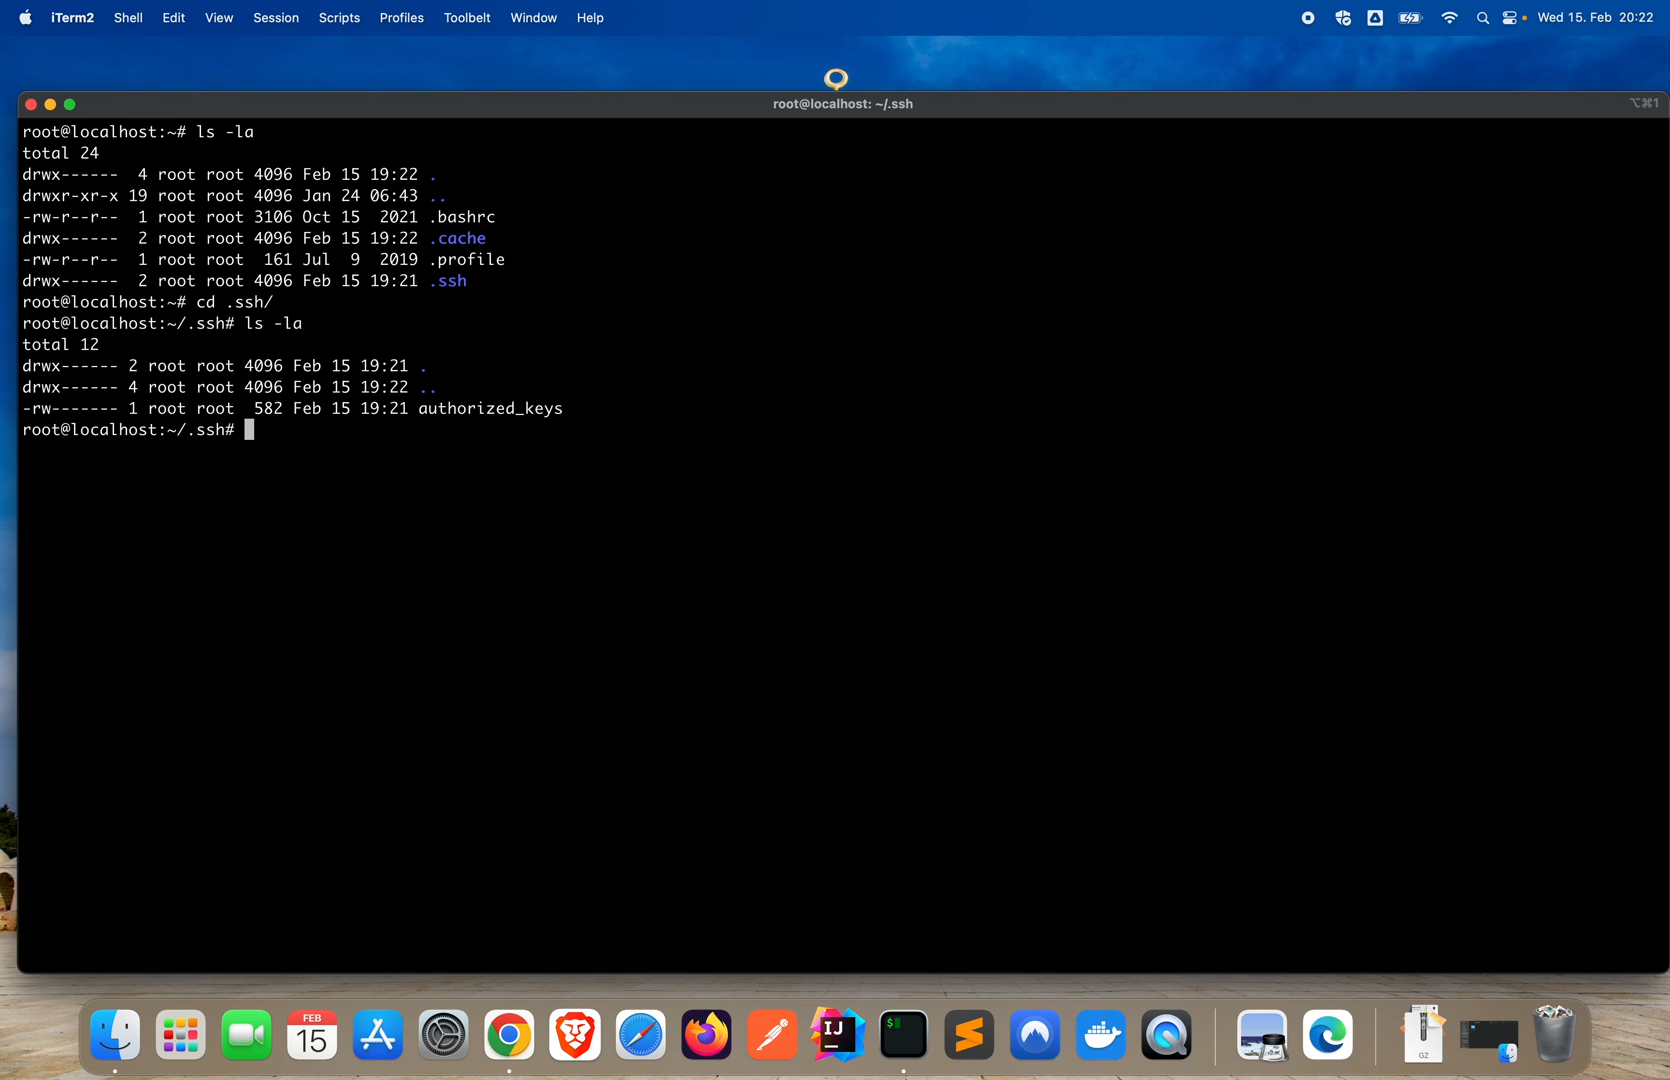 iTerm2 Shell Edit View Session Scripts Profiles Toolbelt Window Help Wed 15. Feb 20:22
root@localhost: ~/.ssh ⌥⌘1
root@localhost:~# ls -la
total 24
drwx------  4 root root 4096 Feb 15 19:22 .
drwxr-xr-x 19 root root 4096 Jan 24 06:43 ..
-rw-r--r--  1 root root 3106 Oct 15  2021 .bashrc
drwx------  2 root root 4096 Feb 15 19:22 .cache
-rw-r--r--  1 root root  161 Jul  9  2019 .profile
drwx------  2 root root 4096 Feb 15 19:21 .ssh
root@localhost:~# cd .ssh/
root@localhost:~/.ssh# ls -la
total 12
drwx------ 2 root root 4096 Feb 15 19:21 .
drwx------ 4 root root 4096 Feb 15 19:22 ..
-rw------- 1 root root  582 Feb 15 19:21 authorized_keys
root@localhost:~/.ssh#
FEB
15
IJ
$
GZ